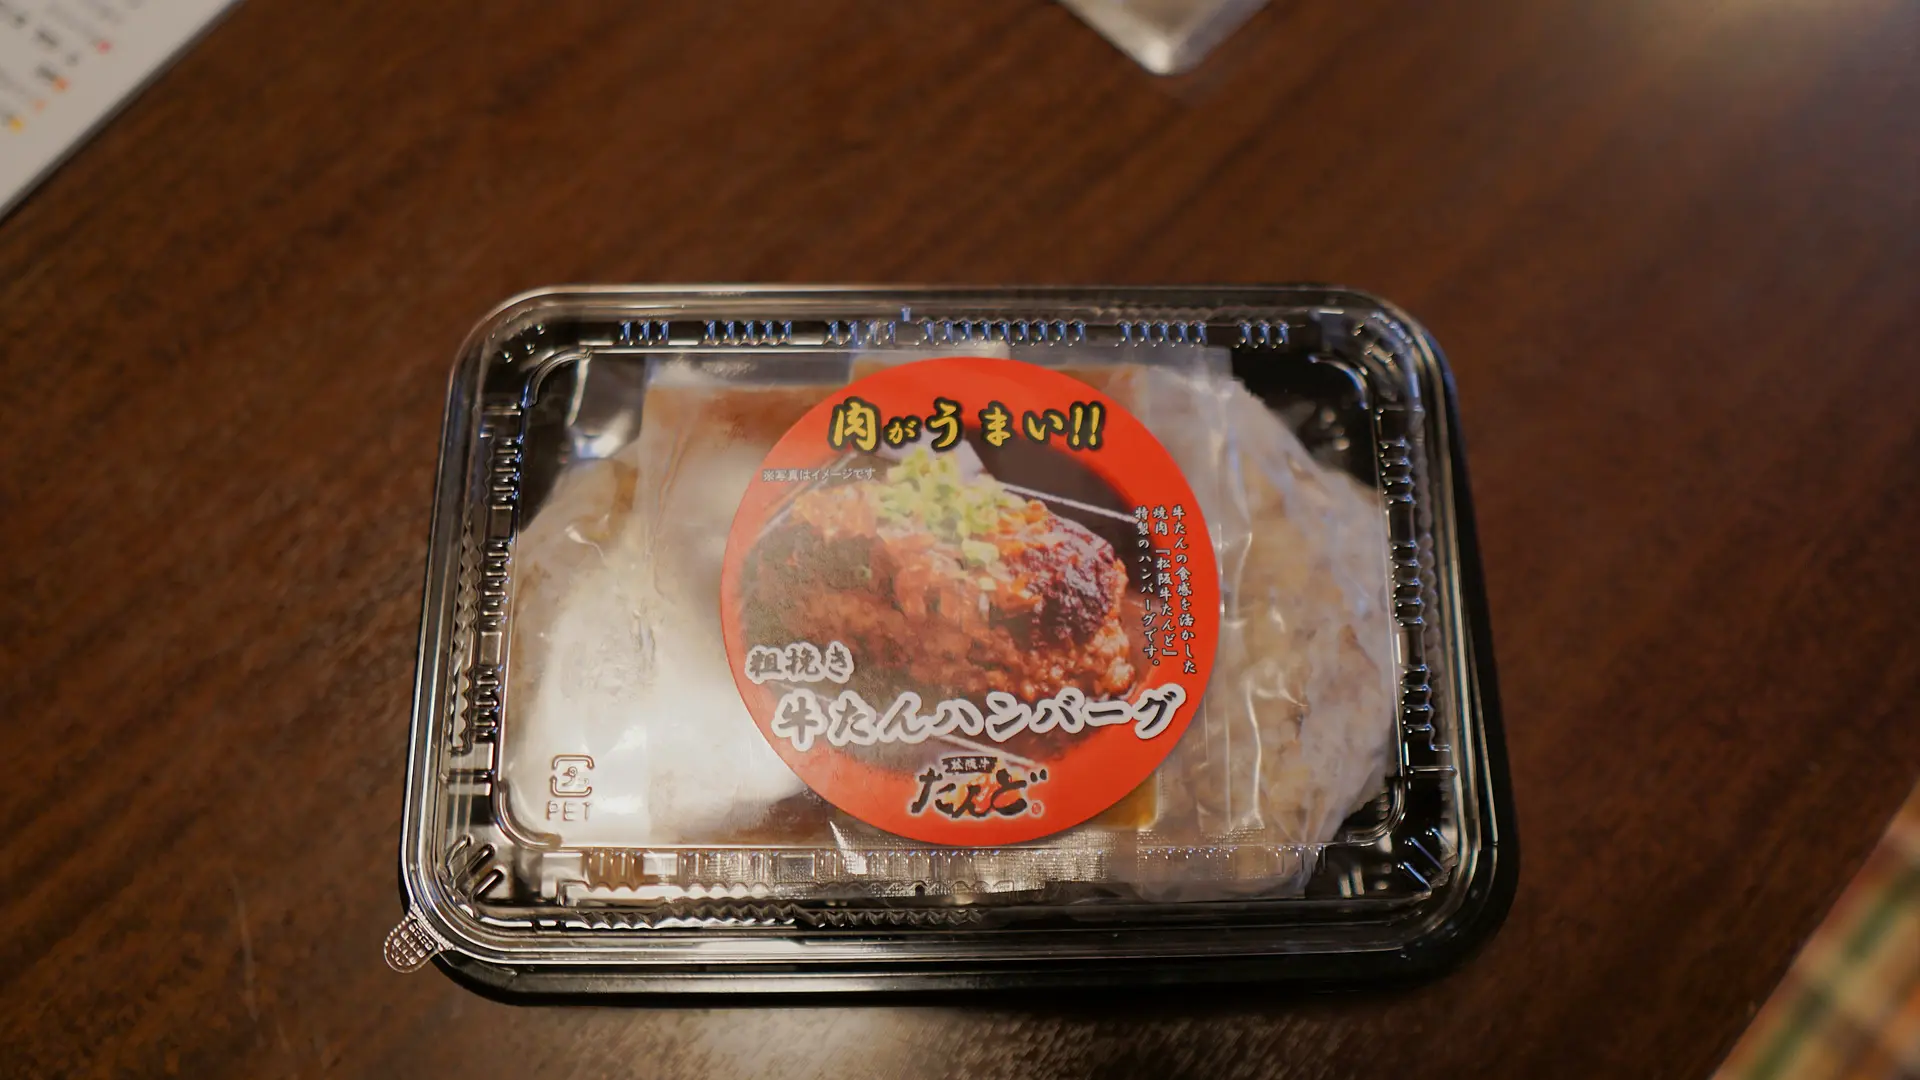 肉がうまい!!
※写真はイメージです
牛たんの食感を活かした
焼肉『松阪牛たんど』
特製のハンバーグです。
粗挽き
牛たんハンバーグ
松阪牛
たんど
PET